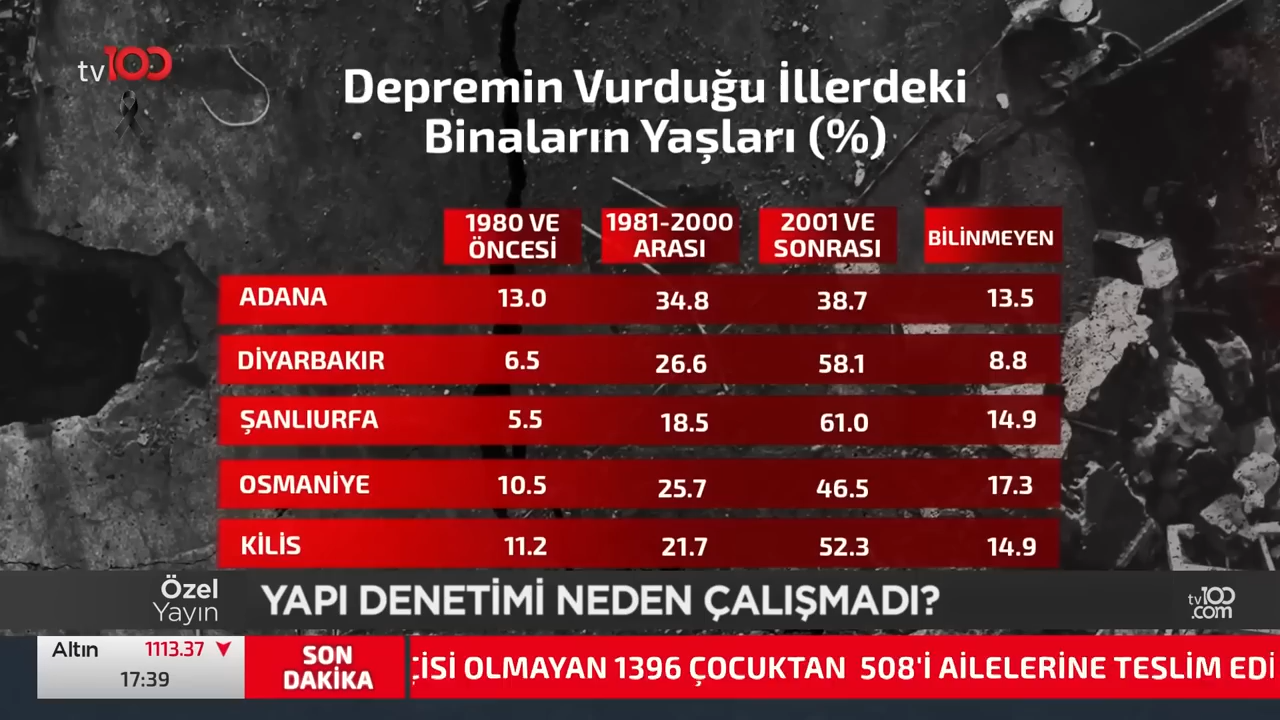 tv100
Depremin Vurduğu İllerdeki
Binaların Yaşları (%)
1980 VE ÖNCESİ 1981-2000 ARASI 2001 VE SONRASI BİLİNMEYEN
ADANA 13.0 34.8 38.7 13.5
DİYARBAKIR 6.5 26.6 58.1 8.8
ŞANLIURFA 5.5 18.5 61.0 14.9
OSMANİYE 10.5 25.7 46.5 17.3
KİLİS 11.2 21.7 52.3 14.9
Özel
Yayın
YAPI DENETİMİ NEDEN ÇALIŞMADI?
tv100
.com
Altın 1113.37
17:39
SON
DAKİKA
OLMAYAN 1396 ÇOCUKTAN 508'İ AİLELERİNE TESLİM EDİ